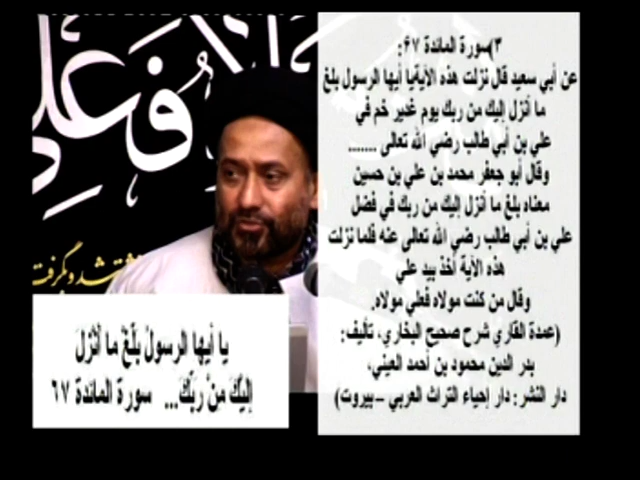 ٣)سورة المائدة ٦٧:
عن أبي سعيد قال نزلت هذه الآية يا أيها الرسول بلغ
ما أنزل إليك من ربك يوم غدير خم في
علي بن أبي طالب رضي الله تعالى .......
وقال أبو جعفر محمد بن علي بن حسين
معناه بلغ ما أنزل إليك من ربك في فضل
علي بن أبي طالب رضي الله تعالى عنه فلما نزلت
هذه الآية أخذ بيد علي
وقال من كنت مولاه فعلي مولاه.
(عمدة القاري شرح صحيح البخاري، تأليف:
بدر الدين محمود بن أحمد العيني،
دار النشر: دار إحياء التراث العربي – بيروت)
يا أيها الرسولُ بلِّغْ ما أنْزِلَ
إليكَ منْ ربِّكَ... سورة المائدة ٦٧